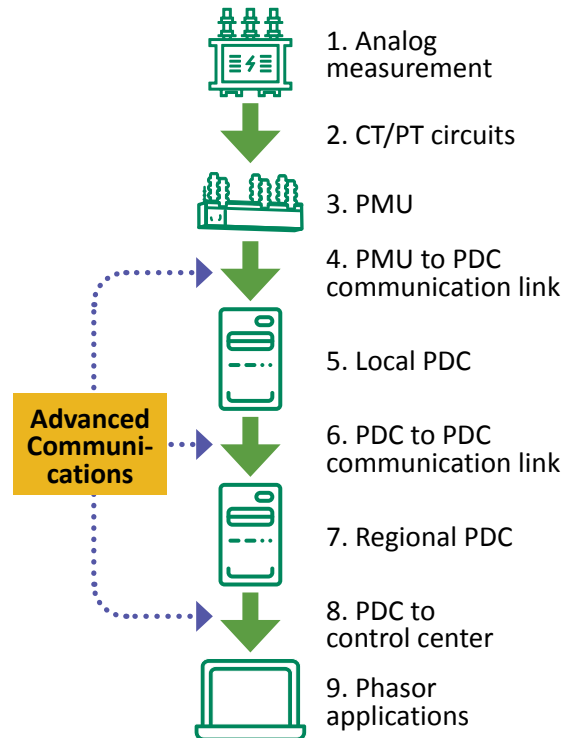 1. Analog
measurement
2. CT/PT circuits
3. PMU
4. PMU to PDC
communication link
5. Local PDC
Advanced
Communi-
cations
6. PDC to PDC
communication link
7. Regional PDC
8. PDC to
control center
9. Phasor
applications